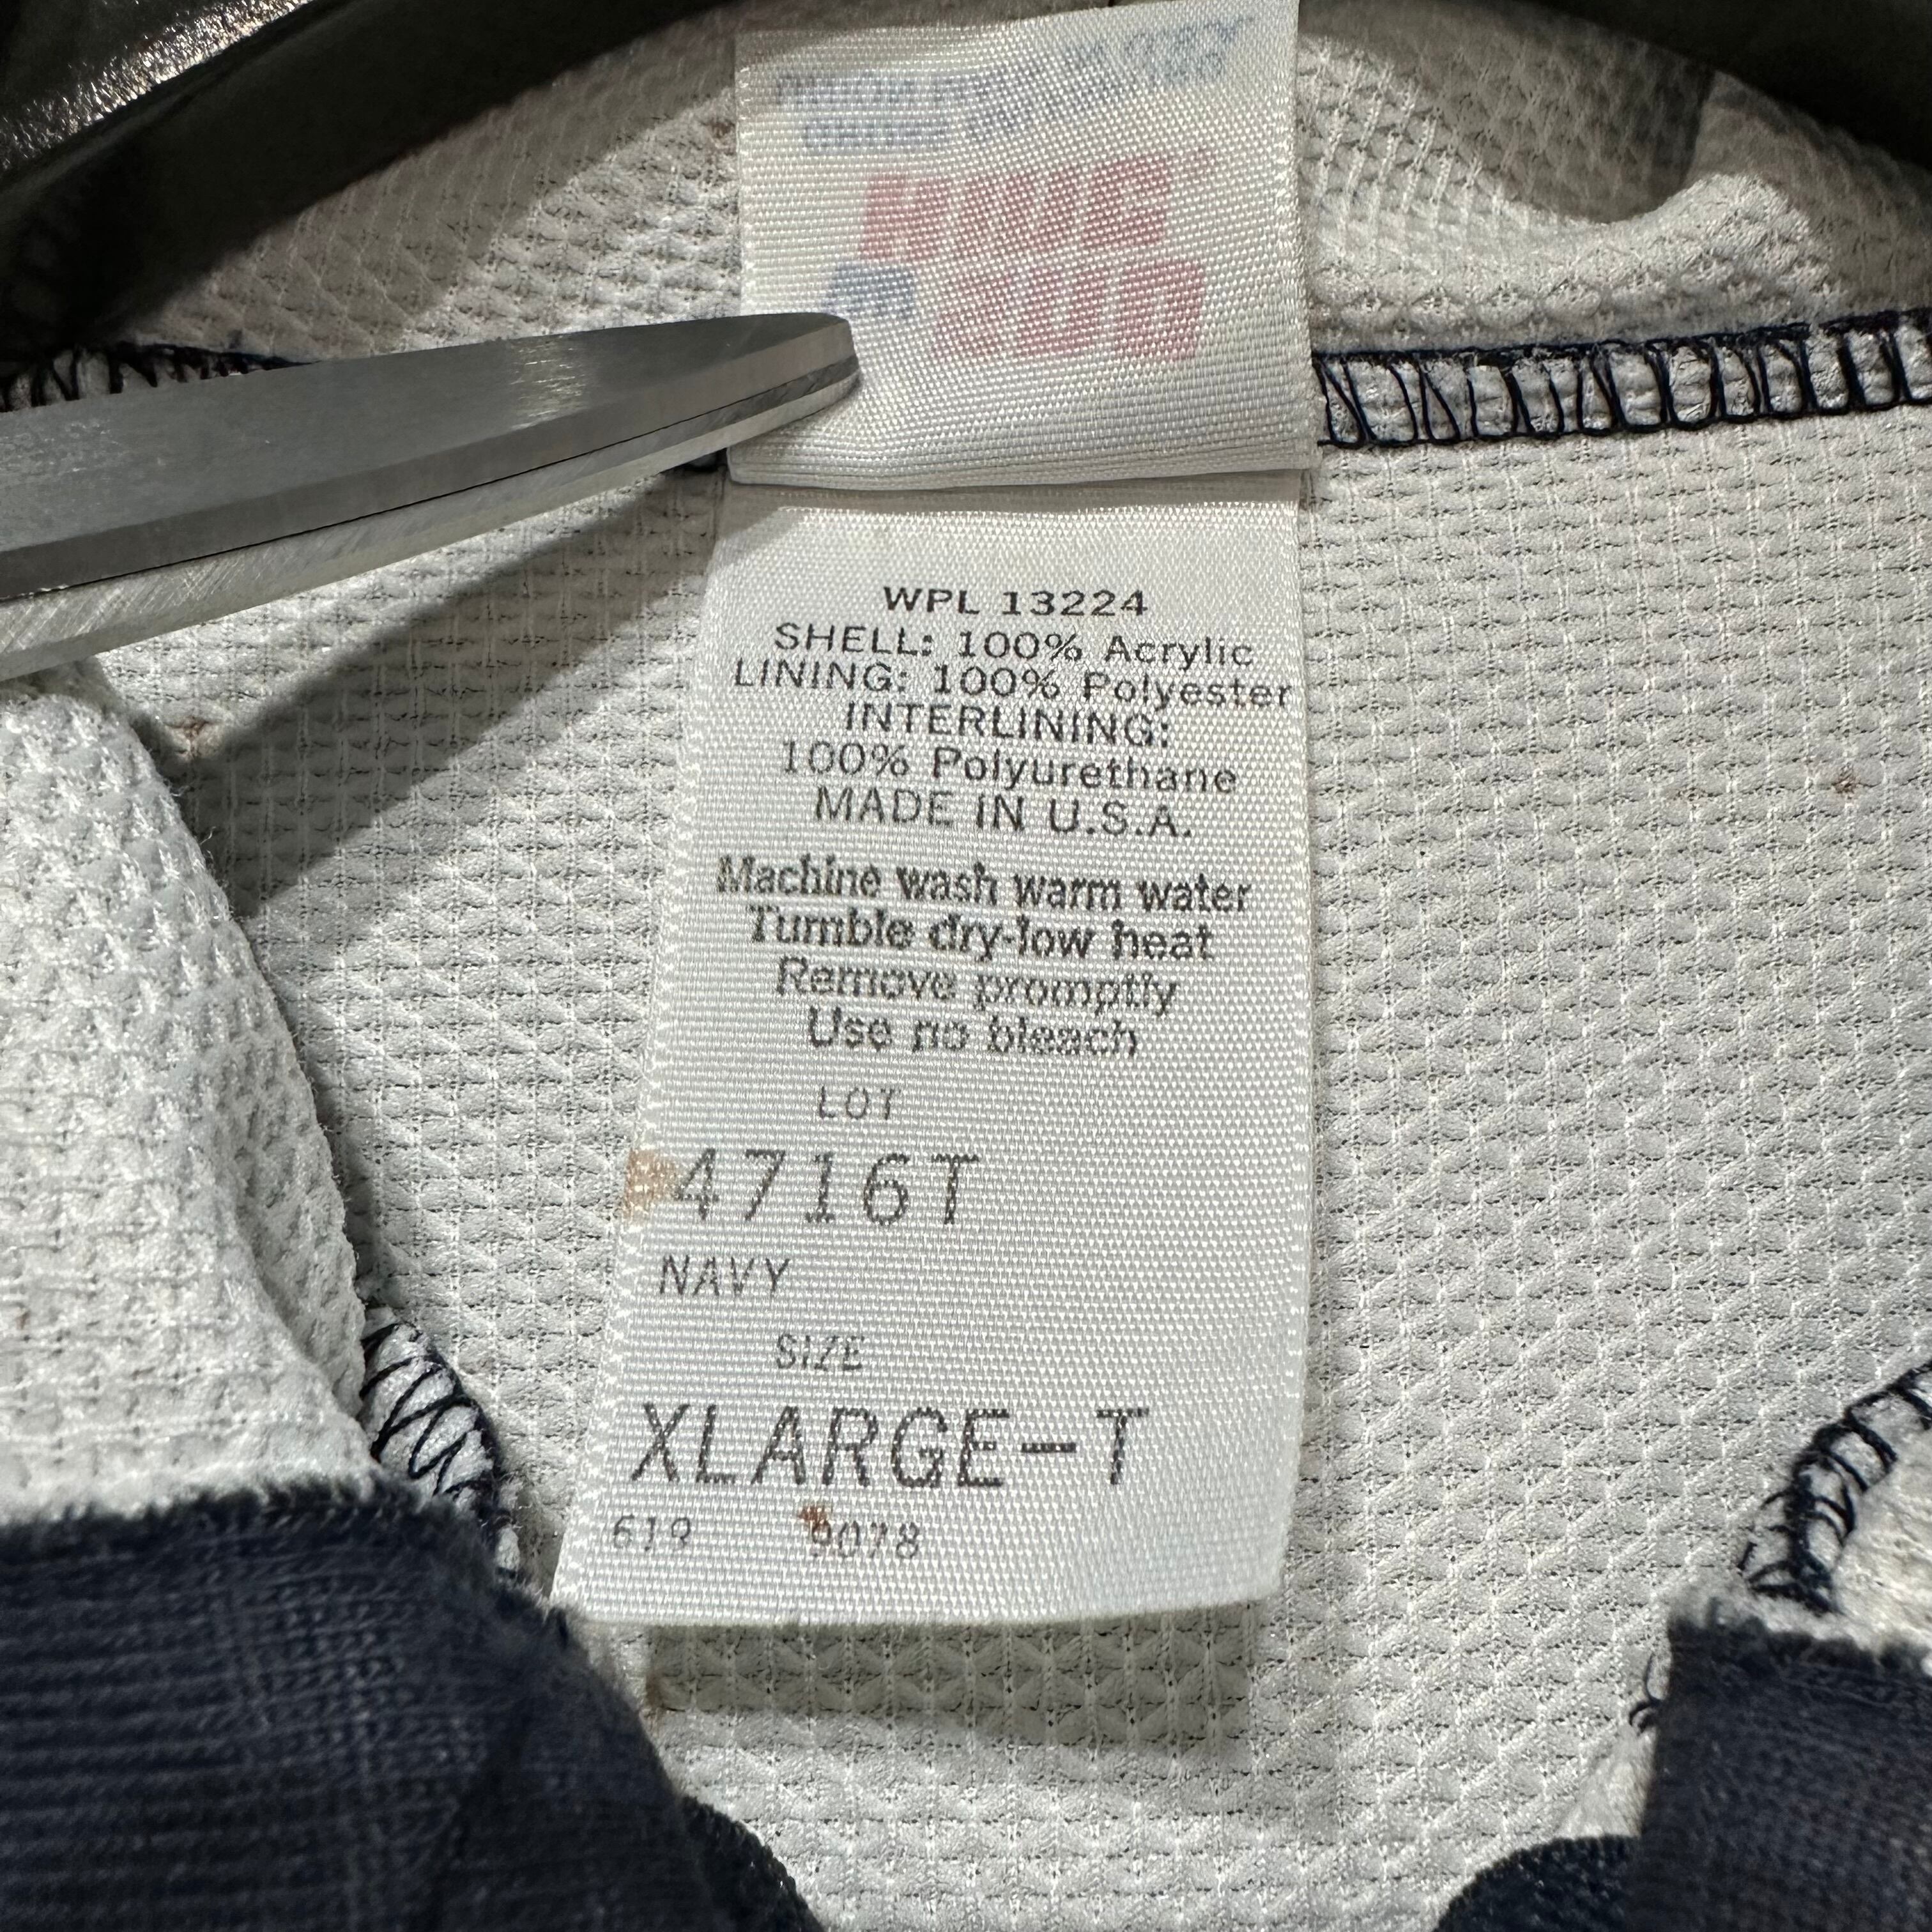 WPL 13224
SHELL: 100% Acrylic
LINING: 100% Polyester
INTERLINING:
100% Polyurethane
MADE IN U.S.A.
Machine wash warm water
Tumble dry-low heat
Remove promptly
Use no bleach
LOT
4716T
NAVY
SIZE
XLARGE-T
619 9078